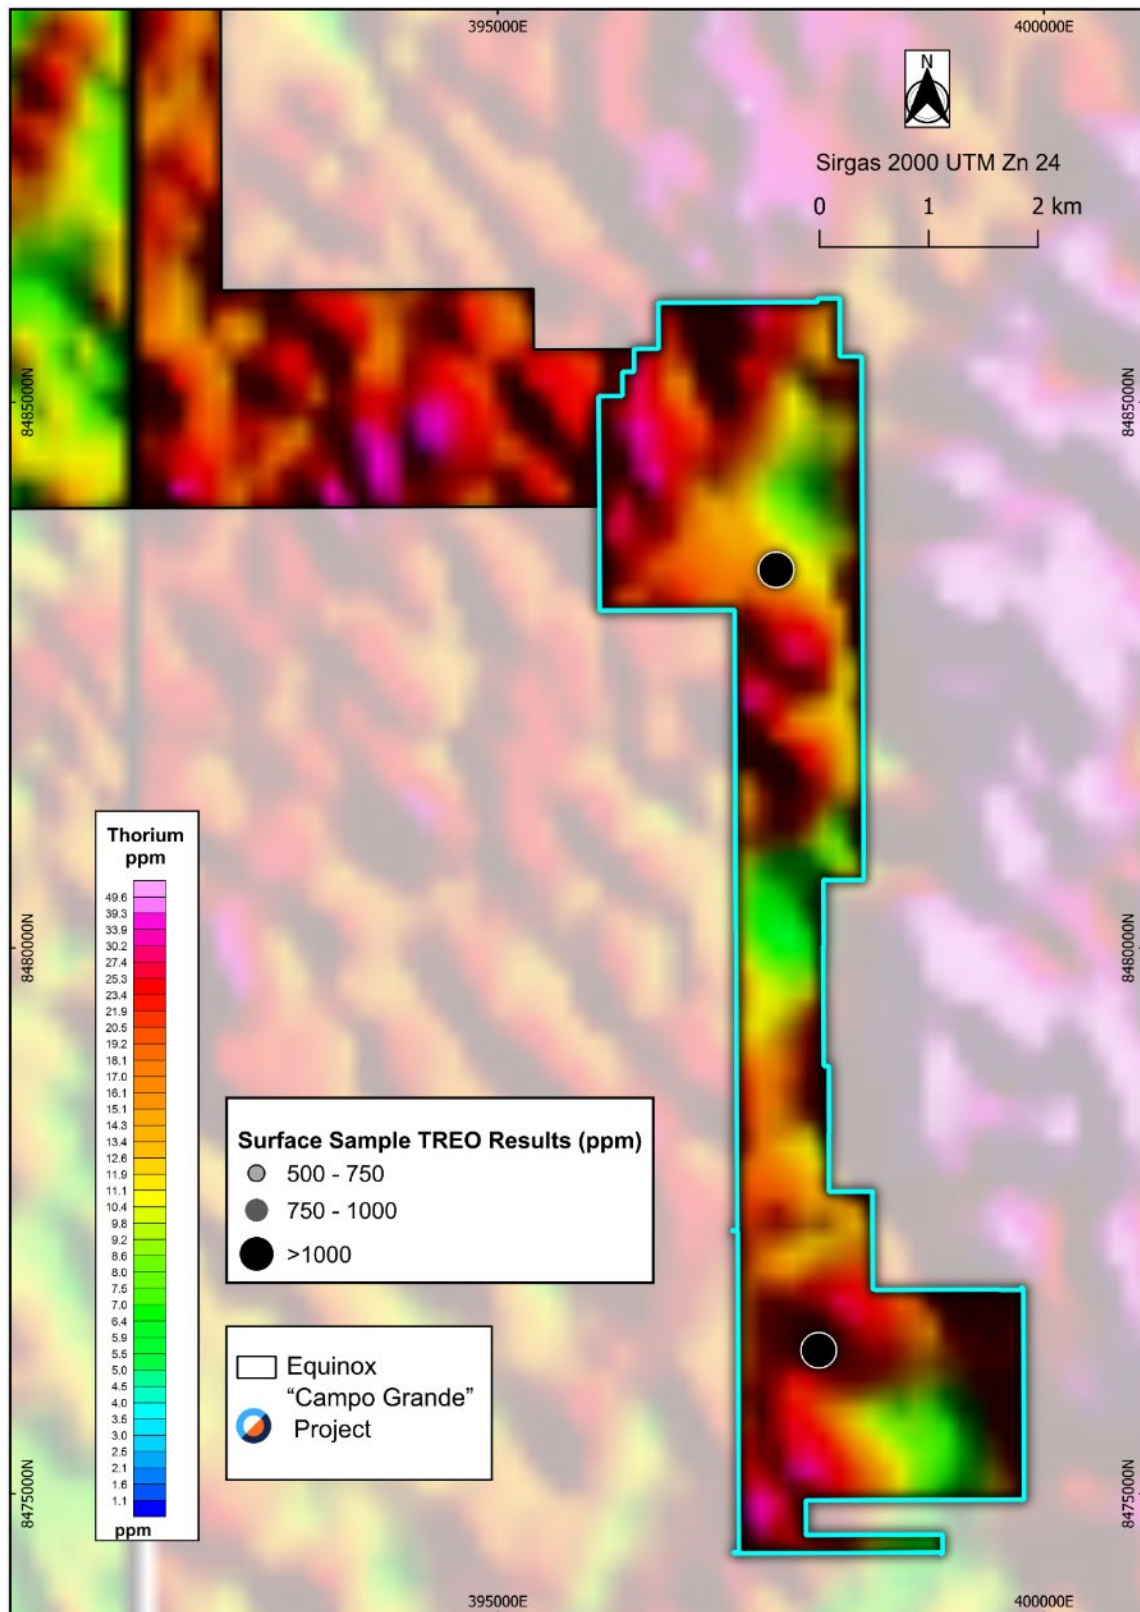 395000E
400000E
N
Sirgas 2000 UTM Zn 24
0 1 2 km
8485000N
8485000N
Thorium
ppm
49.6
39.3
33.9
30.2
27.4
25.3
23.4
21.9
20.5
19.2
18.1
17.0
16.1
15.1
14.3
13.4
12.6
11.9
11.1
10.4
9.8
9.2
8.6
8.0
7.5
7.0
6.4
5.9
5.0
4.5
4.0
3.5
3.0
2.5
2.1
1.6
1.1
ppm
8480000N
8480000N
Surface Sample TREO Results (ppm)
500 - 750
750 - 1000
>1000
Equinox
“Campo Grande”
Project
8475000N
8475000N
395000E
400000E